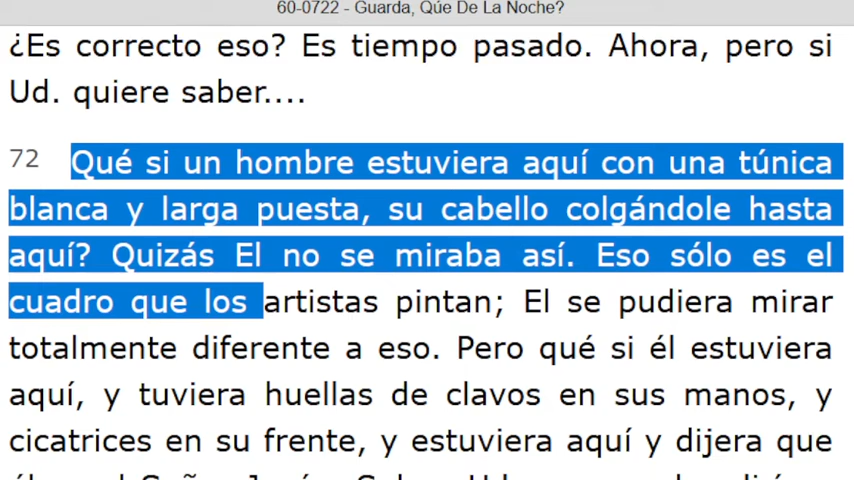 60-0722 - Guarda, Qúe De La Noche?
¿Es correcto eso? Es tiempo pasado. Ahora, pero si
Ud. quiere saber....
72 Qué si un hombre estuviera aquí con una túnica
blanca y larga puesta, su cabello colgándole hasta
aquí? Quizás El no se miraba así. Eso sólo es el
cuadro que los artistas pintan; El se pudiera mirar
totalmente diferente a eso. Pero qué si él estuviera
aquí, y tuviera huellas de clavos en sus manos, y
cicatrices en su frente, y estuviera aquí y dijera que